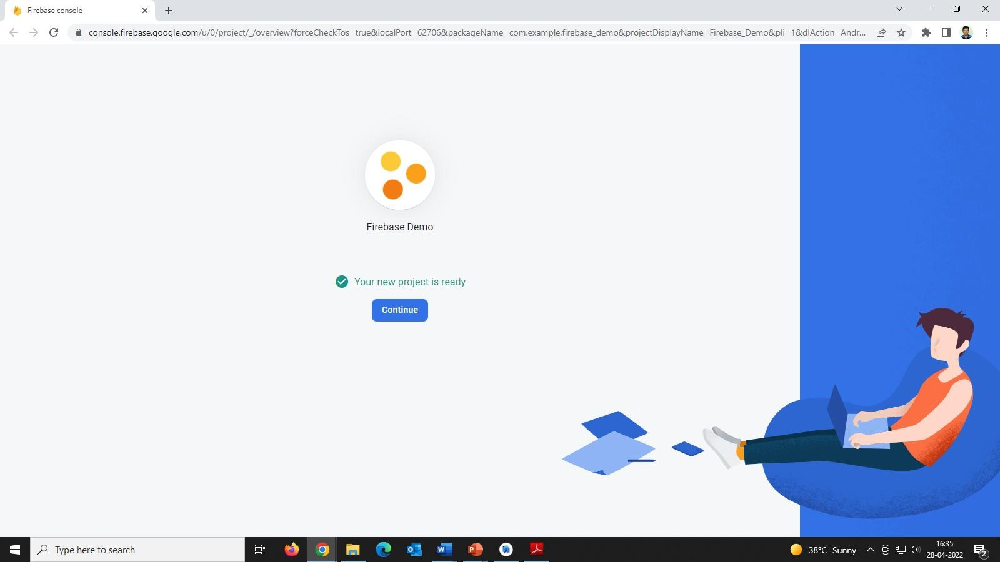 Firebase console
console.firebase.google.com/u/0/project/_/overview?forceCheckTos=true&localPort=62706&packageName=com.example.firebase_demo&projectDisplayName=Firebase_Demo&pli=1&dlAction=Andr...
Firebase Demo
Your new project is ready
Continue
Type here to search
38°C Sunny
16:35
28-04-2022
2